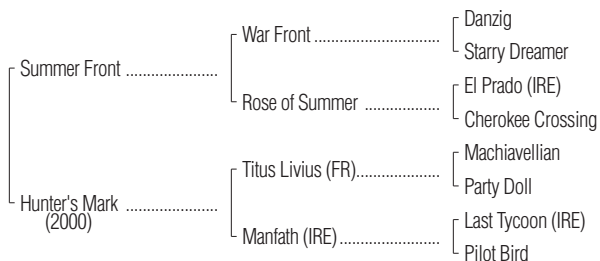 Danzig
War Front ..........................
Starry Dreamer
Summer Front ......................
El Prado (IRE)
Rose of Summer ....................
Cherokee Crossing
Machiavellian
Titus Livius (FR).....................
Party Doll
Hunter's Mark ......................
(2000)
Last Tycoon (IRE)
Manfath (IRE) .........................
Pilot Bird